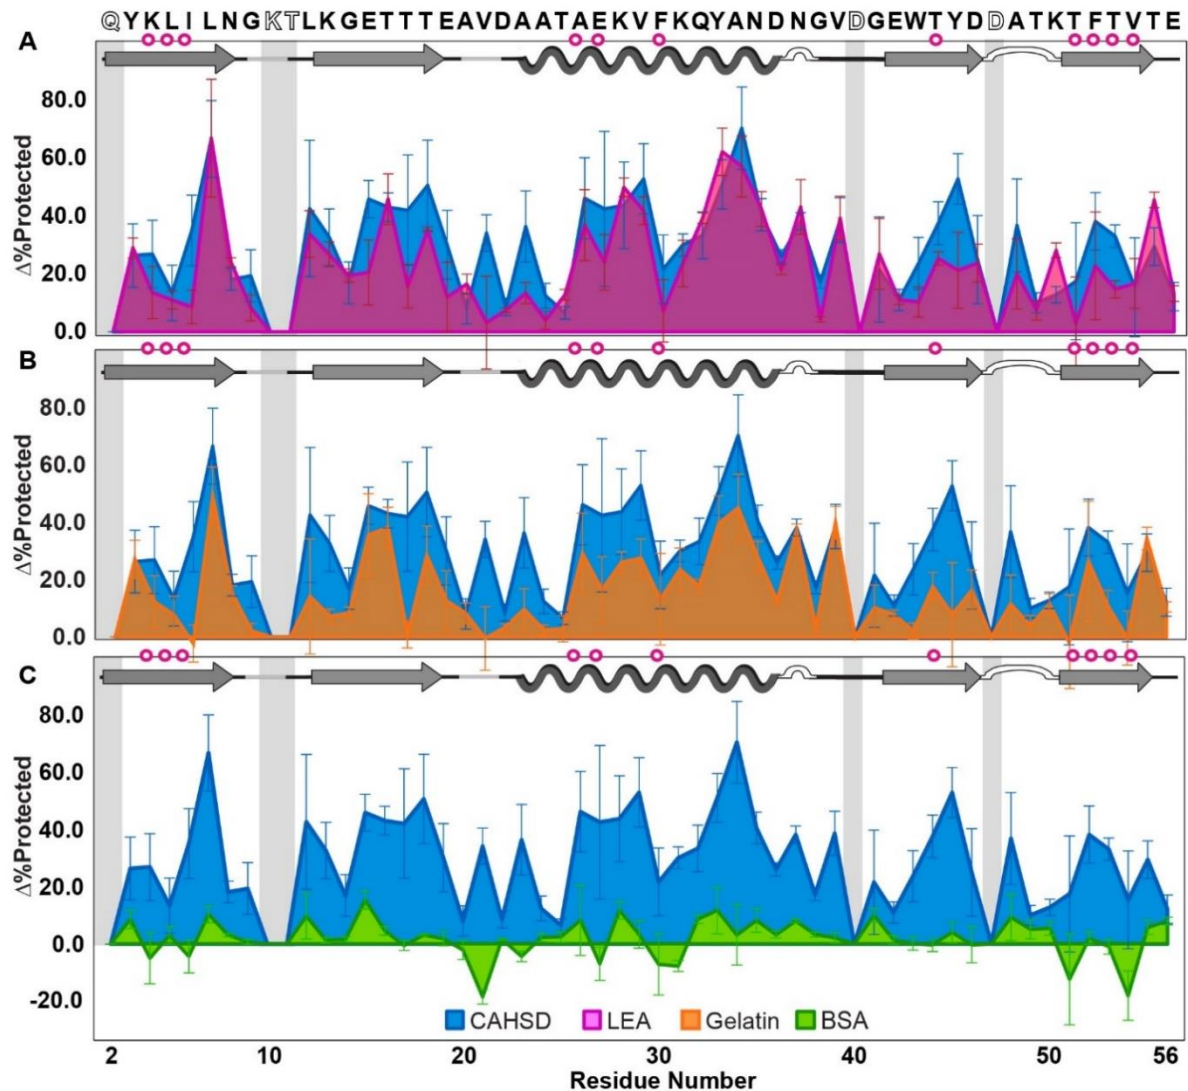 QYKLILNGKTLKGETTTEAVDAATAEKVFKQYANDNGVDGEWTYDDATKTFTVTE
A
80.0
60.0
40.0
20.0
0.0
Δ%Protected
B
80.0
60.0
40.0
20.0
0.0
Δ%Protected
C
80.0
60.0
40.0
20.0
0.0
-20.0
Δ%Protected
CAHSD LEA Gelatin BSA
2 10 20 30 40 50 56
Residue Number